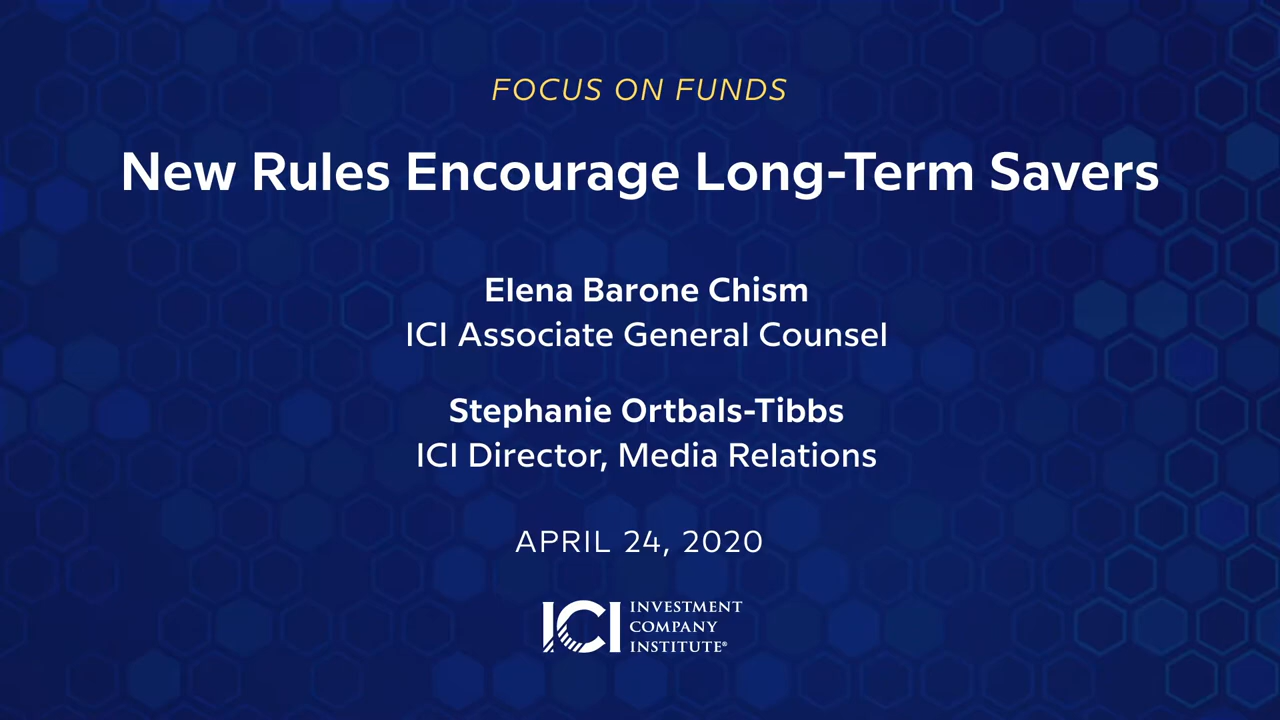 FOCUS ON FUNDS
New Rules Encourage Long-Term Savers
Elena Barone Chism
ICI Associate General Counsel
Stephanie Ortbals-Tibbs
ICI Director, Media Relations
APRIL 24, 2020
ICI
INVESTMENT
COMPANY
INSTITUTE®